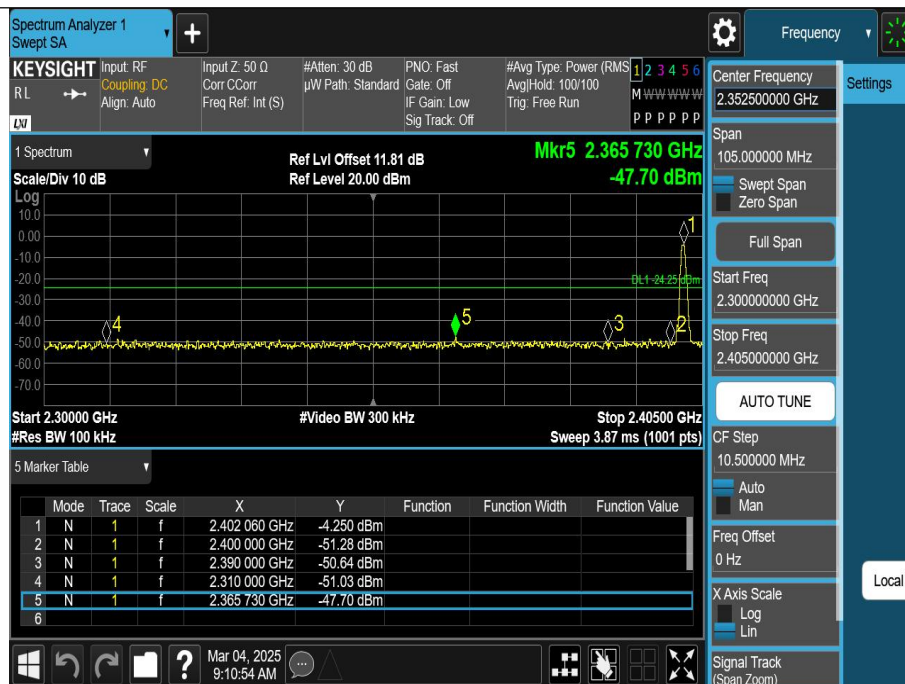 Spectrum Analyzer 1
Swept SA
+
Frequency
KEYSIGHT
RL
LXI
Input: RF
Coupling: DC
Align: Auto
Input Z: 50 Ω
Corr CCorr
Freq Ref: Int (S)
#Atten: 30 dB
µW Path: Standard
PNO: Fast
Gate: Off
IF Gain: Low
Sig Track: Off
#Avg Type: Power (RMS
Avg|Hold: 100/100
Trig: Free Run
1 2 3 4 5 6
M W W W W W
P P P P P P
1 Spectrum
Scale/Div 10 dB
Ref Lvl Offset 11.81 dB
Ref Level 20.00 dBm
Mkr5 2.365 730 GHz
-47.70 dBm
Log
10.0
0.00
-10.0
-20.0
-30.0
-40.0
-50.0
-60.0
-70.0
1
DL1 -24.25 dBm
4
5
3
2
Start 2.30000 GHz
#Video BW 300 kHz
Stop 2.40500 GHz
#Res BW 100 kHz
Sweep 3.87 ms (1001 pts)
5 Marker Table
Mode Trace Scale X Y Function Function Width Function Value
1 N 1 f 2.402 060 GHz -4.250 dBm
2 N 1 f 2.400 000 GHz -51.28 dBm
3 N 1 f 2.390 000 GHz -50.64 dBm
4 N 1 f 2.310 000 GHz -51.03 dBm
5 N 1 f 2.365 730 GHz -47.70 dBm
6
?
Mar 04, 2025
9:10:54 AM
Center Frequency
2.352500000 GHz
Settings
Span
105.000000 MHz
Swept Span
Zero Span
Full Span
Start Freq
2.300000000 GHz
Stop Freq
2.405000000 GHz
AUTO TUNE
CF Step
10.500000 MHz
Auto
Man
Freq Offset
0 Hz
Local
X Axis Scale
Log
Lin
Signal Track
(Span Zoom)